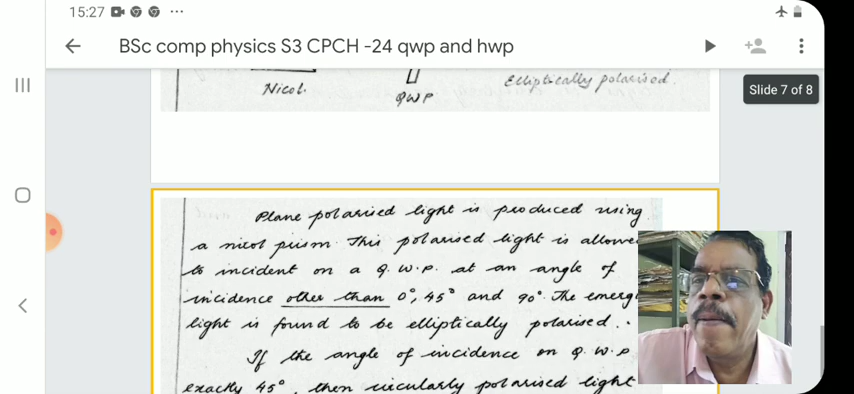 15:27
BSc comp physics S3 CPCH -24 qwp and hwp
Slide 7 of 8
Nicol.
QWP
Elliptically polarised.
Plane polarised light is produced using
a nicol prism. This polarised light is allowe
to incident on a Q.W.P. at an angle of
incidence other than 0°, 45° and 90°. The emerg
light is found to be elliptically polarised..
If the angle of incidence on Q.W.P
exactly 45°, then circularly polarised light